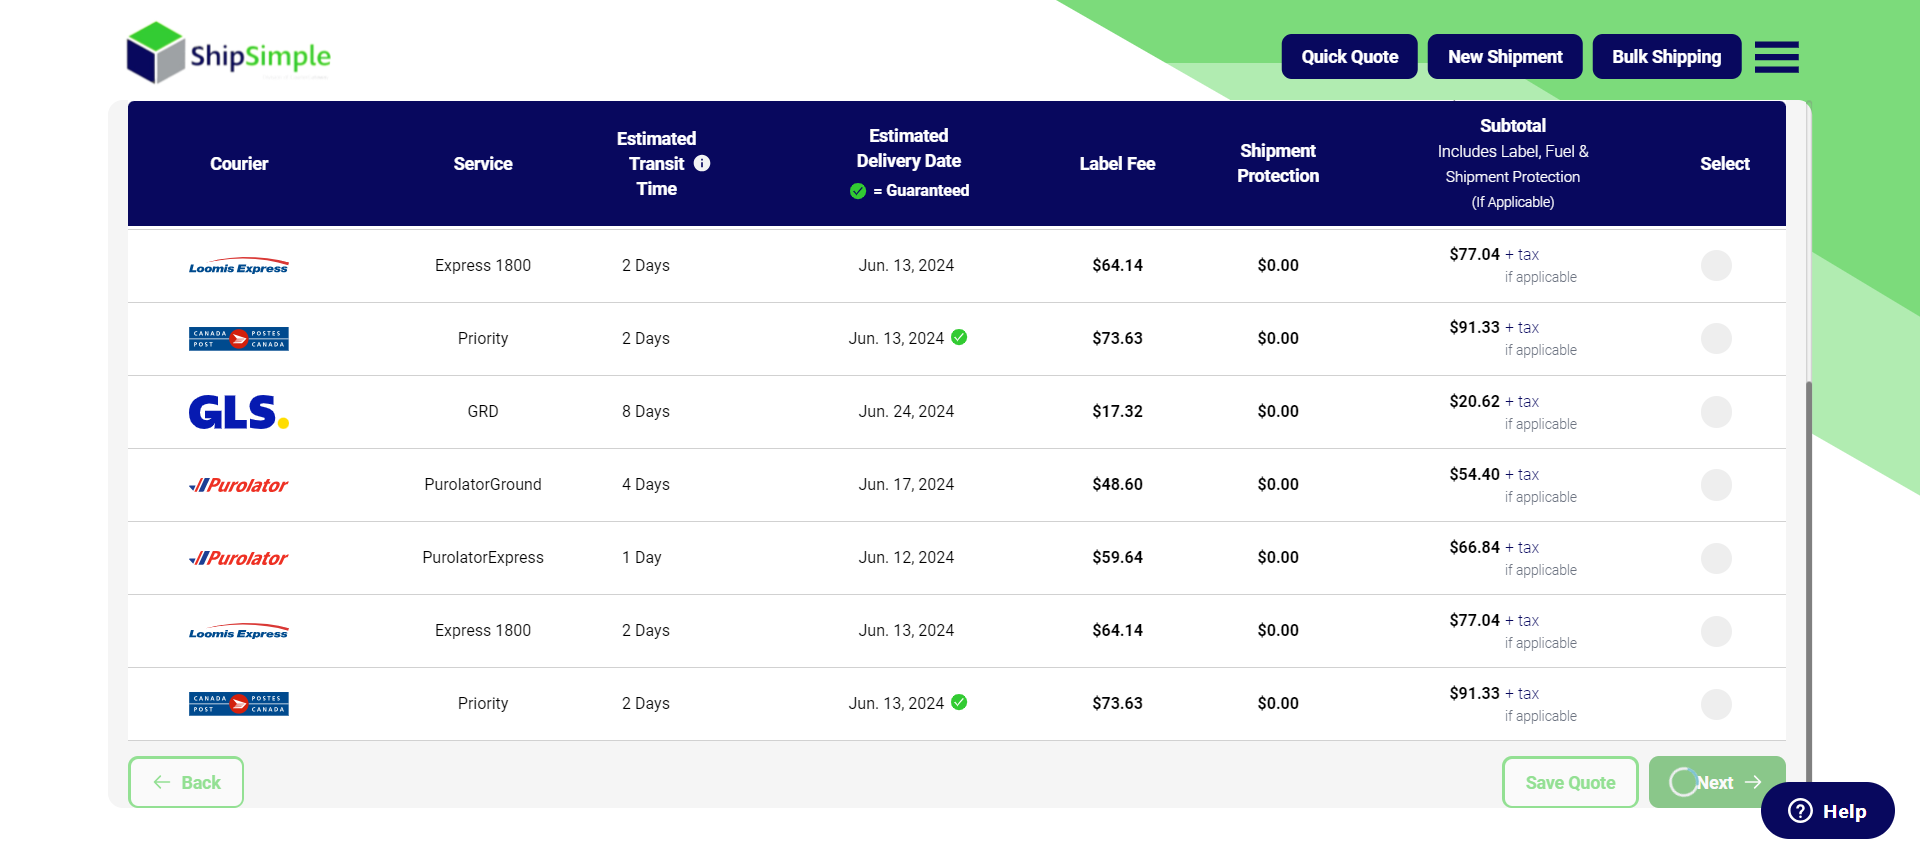 ShipSimple
Quick Quote
New Shipment
Bulk Shipping
Courier
Service
Estimated
Transit
Time
Estimated
Delivery Date
= Guaranteed
Label Fee
Shipment
Protection
Subtotal
Includes Label, Fuel &
Shipment Protection
(If Applicable)
Select
Loomis Express Express 1800 2 Days Jun. 13, 2024 $64.14 $0.00 $77.04 + tax
if applicable
CANADA POSTES
POST CANADA
Priority 2 Days Jun. 13, 2024 $73.63 $0.00 $91.33 + tax
if applicable
GLS. GRD 8 Days Jun. 24, 2024 $17.32 $0.00 $20.62 + tax
if applicable
Purolator PurolatorGround 4 Days Jun. 17, 2024 $48.60 $0.00 $54.40 + tax
if applicable
Purolator PurolatorExpress 1 Day Jun. 12, 2024 $59.64 $0.00 $66.84 + tax
if applicable
Loomis Express Express 1800 2 Days Jun. 13, 2024 $64.14 $0.00 $77.04 + tax
if applicable
CANADA POSTES
POST CANADA
Priority 2 Days Jun. 13, 2024 $73.63 $0.00 $91.33 + tax
if applicable
Back
Save Quote
Next
Help